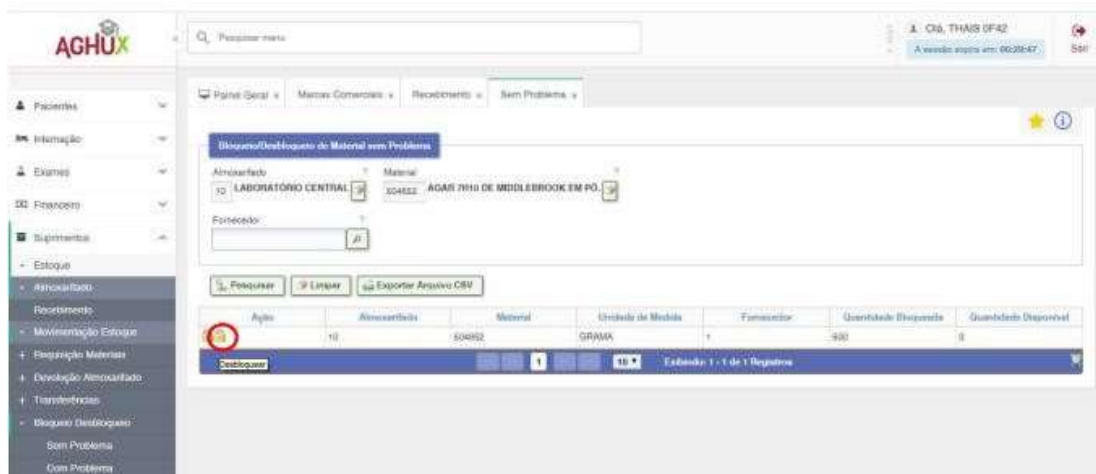 AGHUX
Pesquisar menu
Olá, THAIS 0F42
A sessão expira em: 00:29:47
Sair
Pacientes
Internação
Exames
Financeiro
Suprimentos
- Estoque
- Almoxarifado
Recebimento
- Movimentação Estoque
+ Requisição Materiais
+ Devolução Almoxarifado
+ Transferências
- Bloqueio Desbloqueio
Sem Problema
Com Problema
Painel Geral x
Marcas Comerciais x
Recebimento x
Sem Problema x
Bloqueio/Desbloqueio de Material sem Problema
Almoxarifado ? Material ?
10 LABORATÓRIO CENTRAL 604652 AGAR 7H10 DE MIDDLEBROOK EM PÓ.
Fornecedor ?
Pesquisar Limpar Exportar Arquivo CSV
Ação Almoxarifado Material Unidade de Medida Fornecedor Quantidade Bloqueada Quantidade Disponível
10 604652 GRAMA 1 500 0
Desbloquear
1 10 Exibindo 1 - 1 de 1 Registros